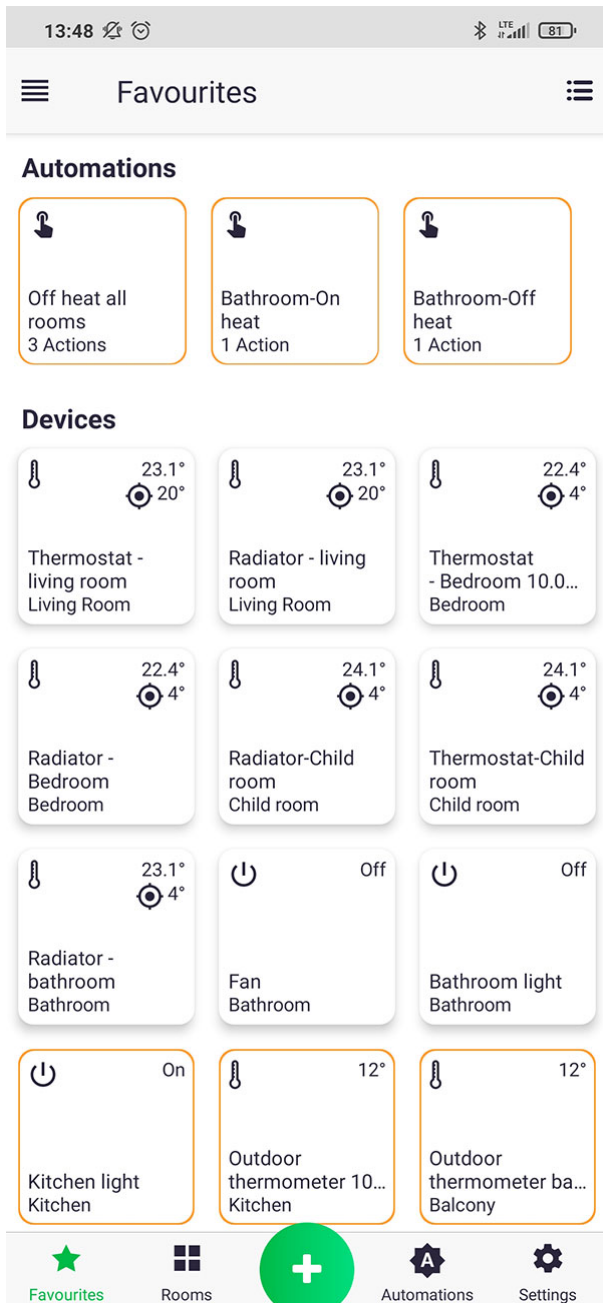 13:48
LTE
81
Favourites
Automations
Off heat all
rooms
3 Actions
Bathroom-On
heat
1 Action
Bathroom-Off
heat
1 Action
Devices
23.1°
20°
Thermostat -
living room
Living Room
23.1°
20°
Radiator - living
room
Living Room
22.4°
4°
Thermostat
- Bedroom 10.0...
Bedroom
22.4°
4°
Radiator -
Bedroom
Bedroom
24.1°
4°
Radiator-Child
room
Child room
24.1°
4°
Thermostat-Child
room
Child room
23.1°
4°
Radiator -
bathroom
Bathroom
Off
Fan
Bathroom
Off
Bathroom light
Bathroom
On
Kitchen light
Kitchen
12°
Outdoor
thermometer 10...
Kitchen
12°
Outdoor
thermometer ba...
Balcony
Favourites
Rooms
+
A
Automations
Settings